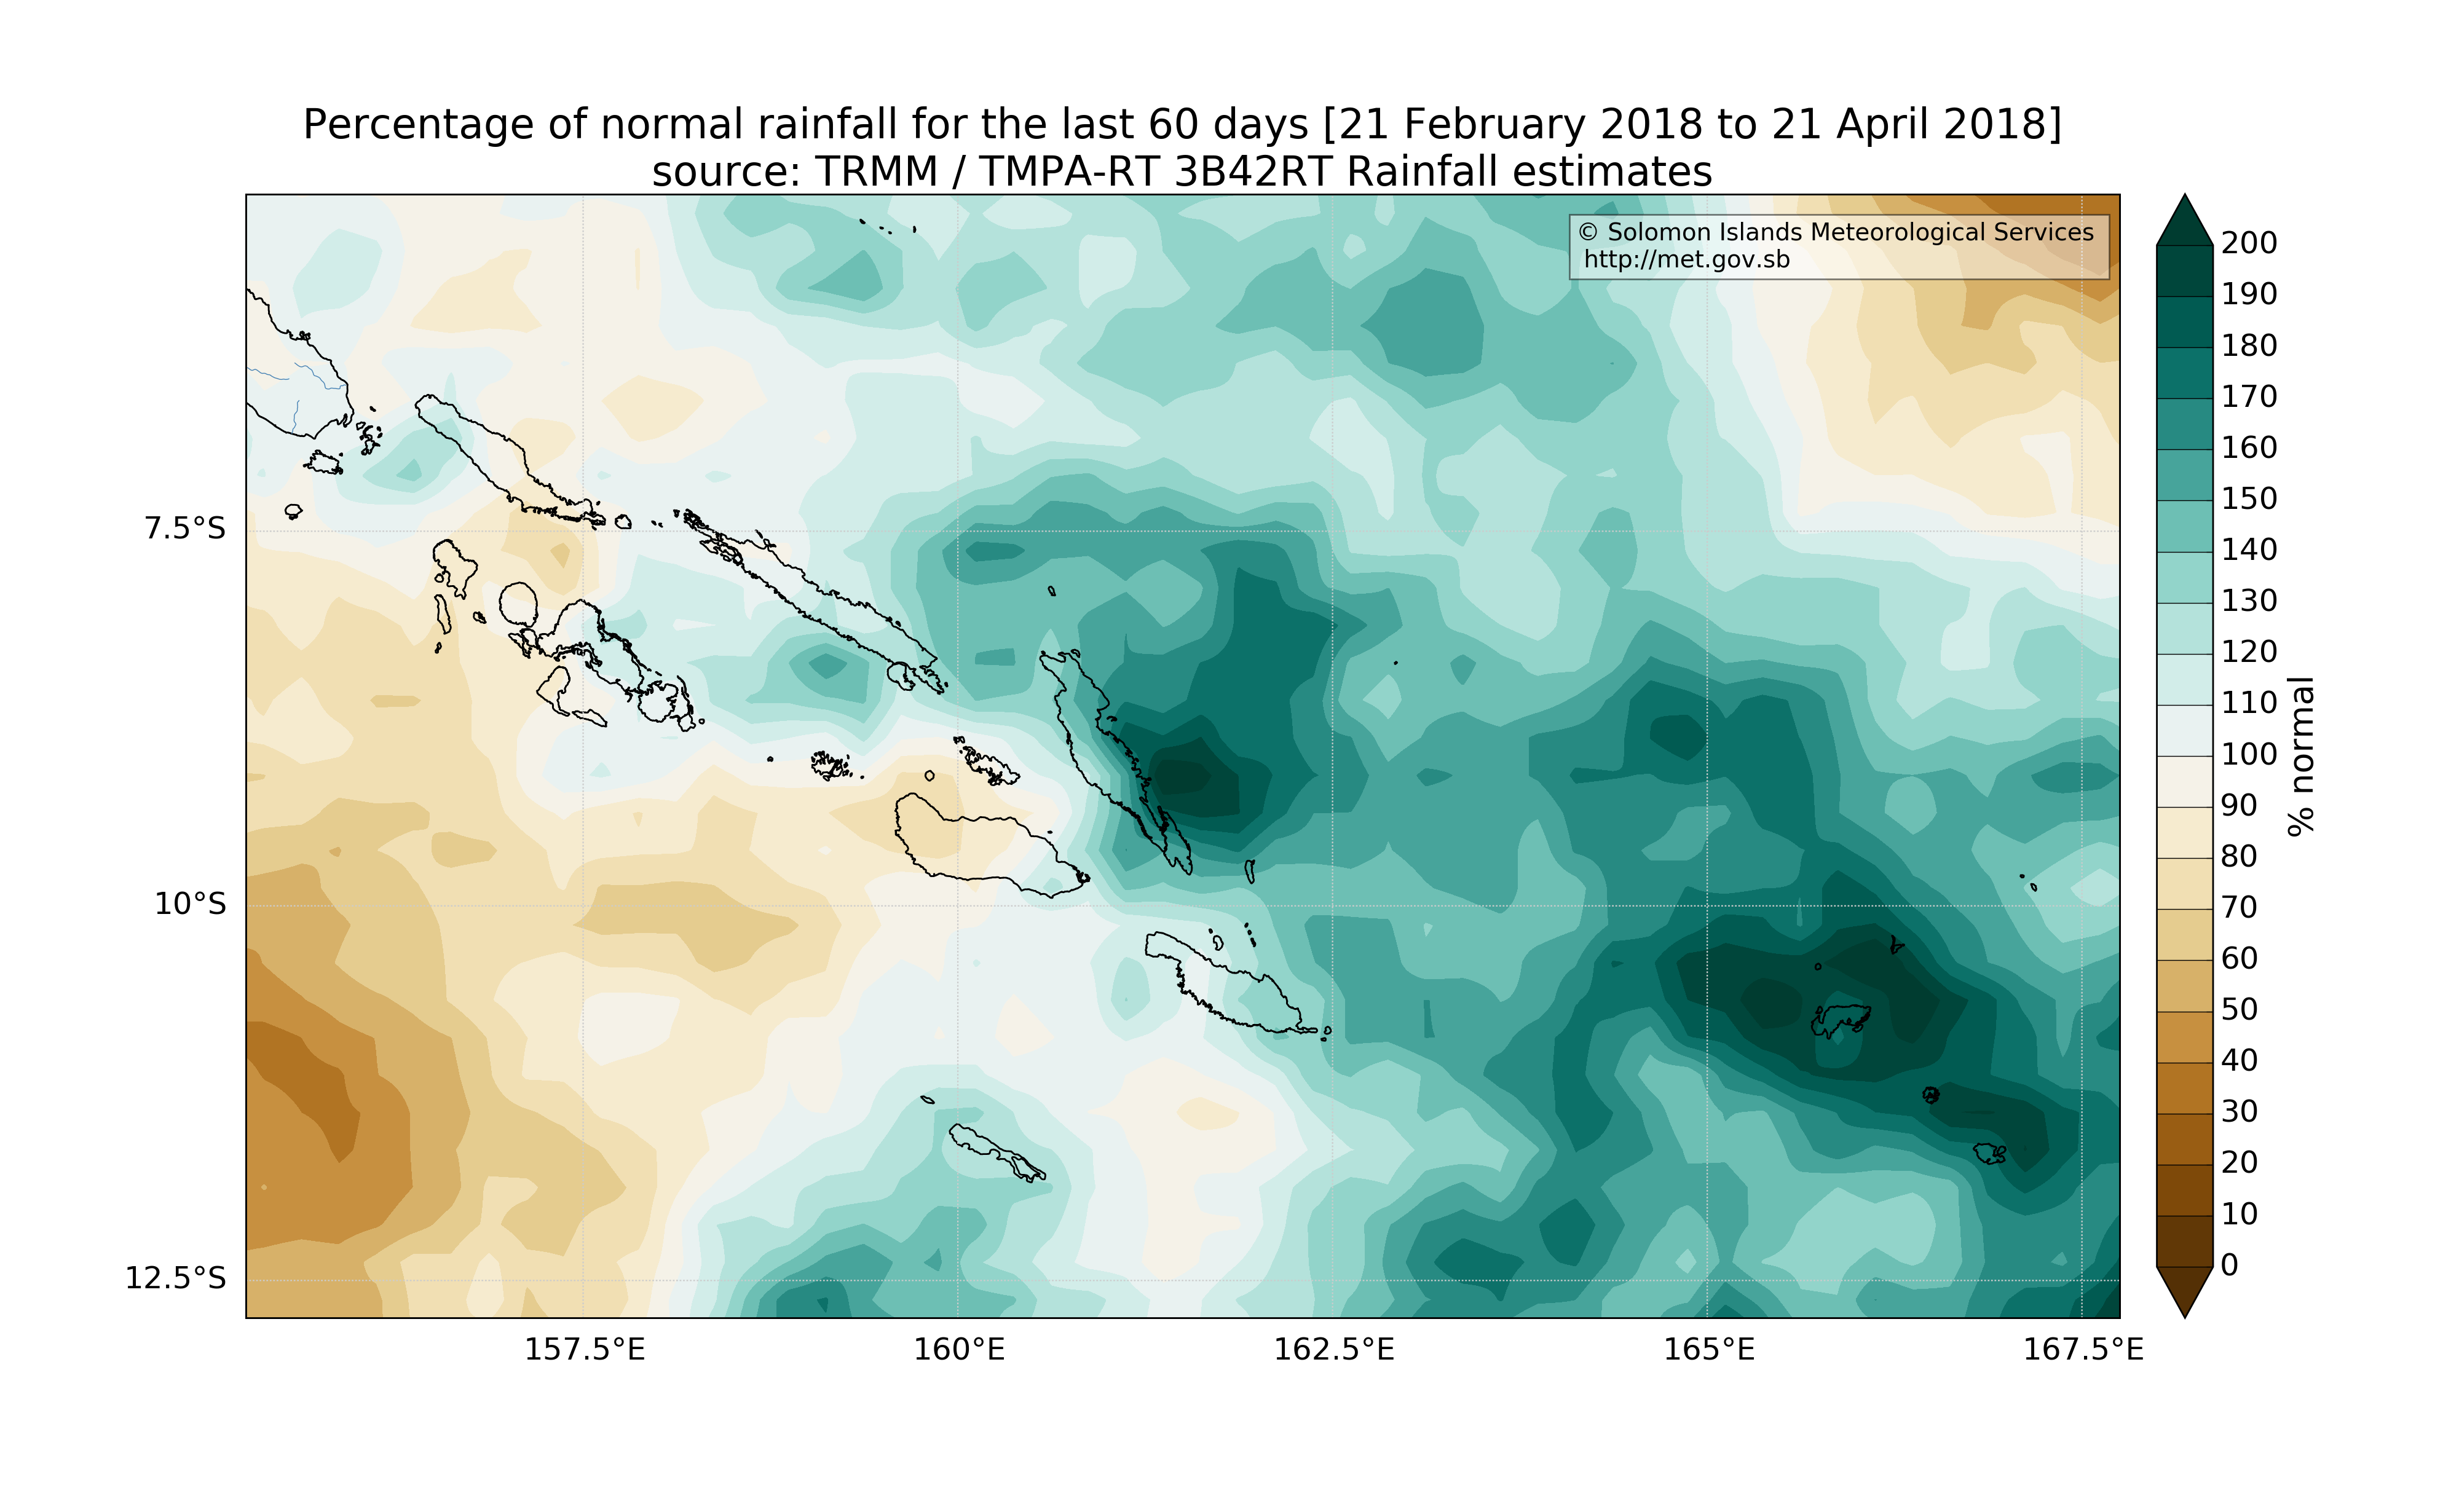 Percentage of normal rainfall for the last 60 days [21 February 2018 to 21 April 2018]
source: TRMM / TMPA-RT 3B42RT Rainfall estimates
© Solomon Islands Meteorological Services
http://met.gov.sb
7.5°S
10°S
12.5°S
157.5°E
160°E
162.5°E
165°E
167.5°E
200
190
180
170
160
150
140
130
120
110
100
90
80
70
60
50
40
30
20
10
0
% normal